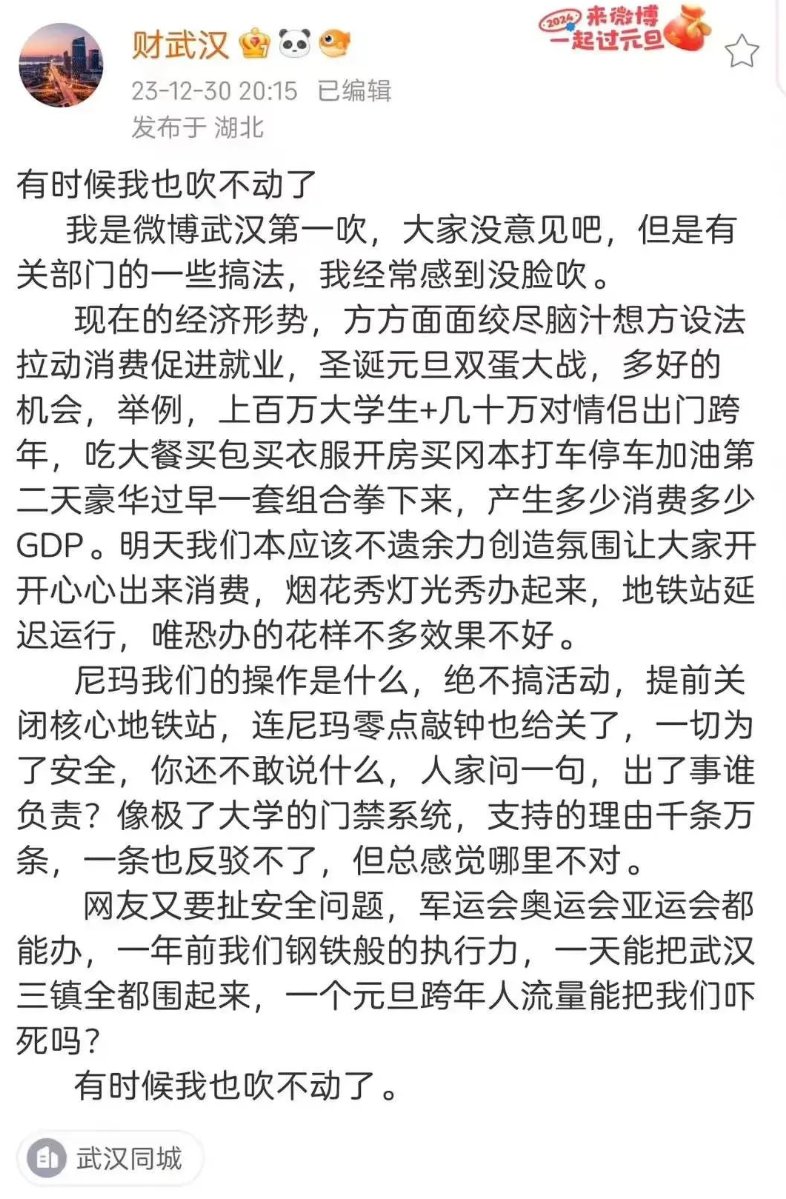 财武汉
2024 来微博
一起过元旦
23-12-30 20:15 已编辑
发布于 湖北
有时候我也吹不动了
我是微博武汉第一吹，大家没意见吧，但是有
关部门的一些搞法，我经常感到没脸吹。
现在的经济形势，方方面面绞尽脑汁想方设法
拉动消费促进就业，圣诞元旦双蛋大战，多好的
机会，举例，上百万大学生+几十万对情侣出门跨
年，吃大餐买包买衣服开房买冈本打车停车加油第
二天豪华过早一套组合拳下来，产生多少消费多少
GDP。明天我们本应该不遗余力创造氛围让大家开
开心心出来消费，烟花秀灯光秀办起来，地铁站延
迟运行，唯恐办的花样不多效果不好。
尼玛我们的操作是什么，绝不搞活动，提前关
闭核心地铁站，连尼玛零点敲钟也给关了，一切为
了安全，你还不敢说什么，人家问一句，出了事谁
负责？像极了大学的门禁系统，支持的理由千条万
条，一条也反驳不了，但总感觉哪里不对。
网友又要扯安全问题，军运会奥运会亚运会都
能办，一年前我们钢铁般的执行力，一天能把武汉
三镇全都围起来，一个元旦跨年人流量能把我们吓
死吗？
有时候我也吹不动了。
武汉同城